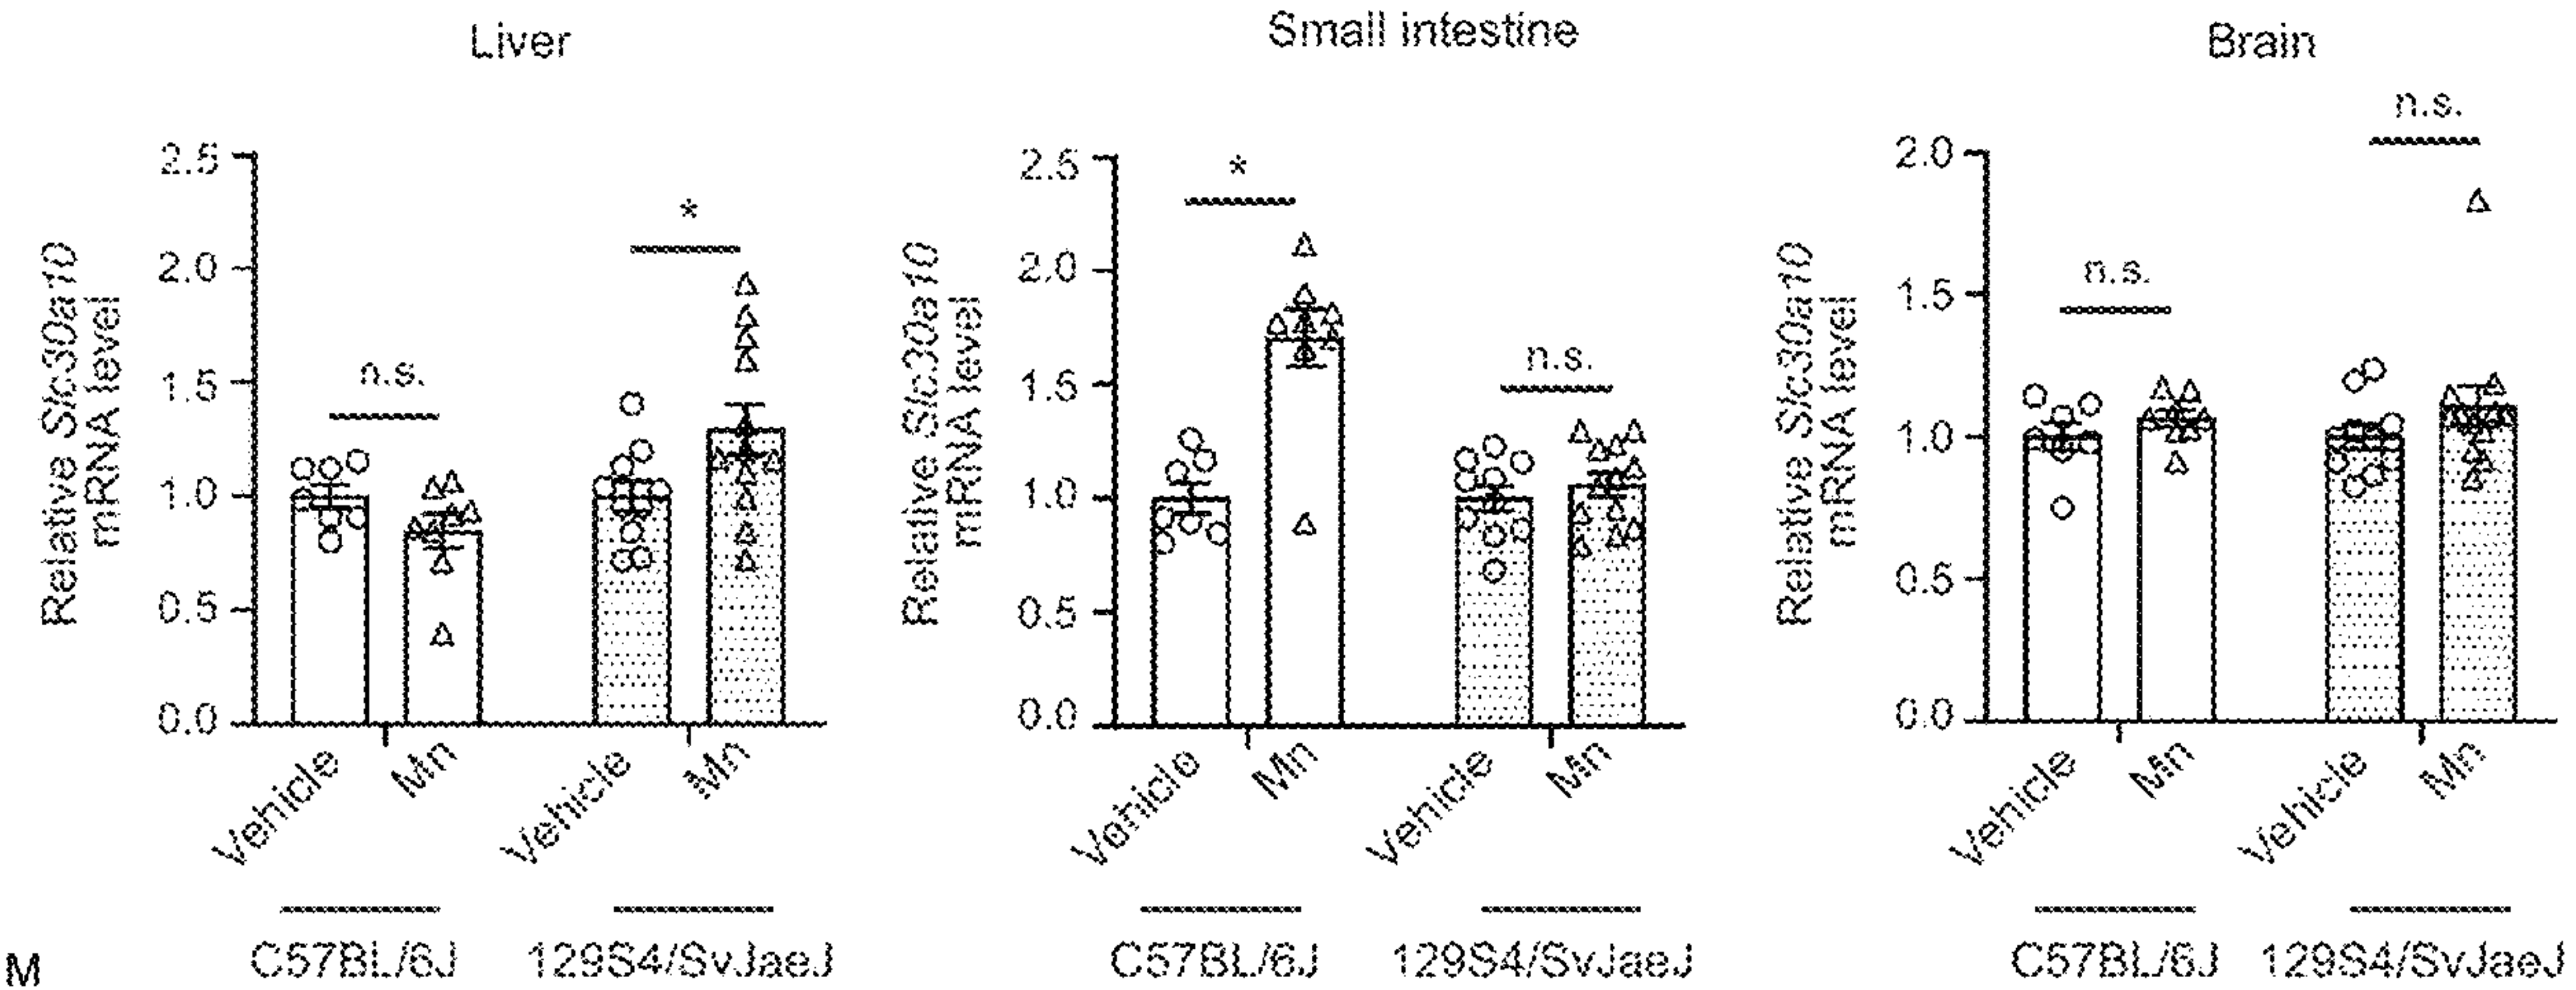 Liver
Relative Slc30a10
mRNA level
2.5
2.0
1.5
1.0
0.5
0.0
n.s.
*
Vehicle
Mn
Vehicle
Mn
C57BL/6J
129S4/SvJaeJ
Small intestine
Relative Slc30a10
mRNA level
2.5
2.0
1.5
1.0
0.5
0.0
*
n.s.
Vehicle
Mn
Vehicle
Mn
C57BL/6J
129S4/SvJaeJ
Brain
Relative Slc30a10
mRNA level
2.0
1.5
1.0
0.5
0.0
n.s.
n.s.
Vehicle
Mn
Vehicle
Mn
C57BL/6J
129S4/SvJaeJ
M